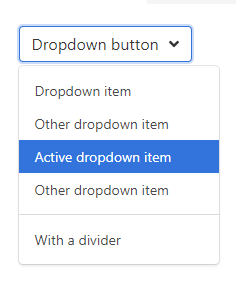 Dropdown button
Dropdown item
Other dropdown item
Active dropdown item
Other dropdown item
With a divider